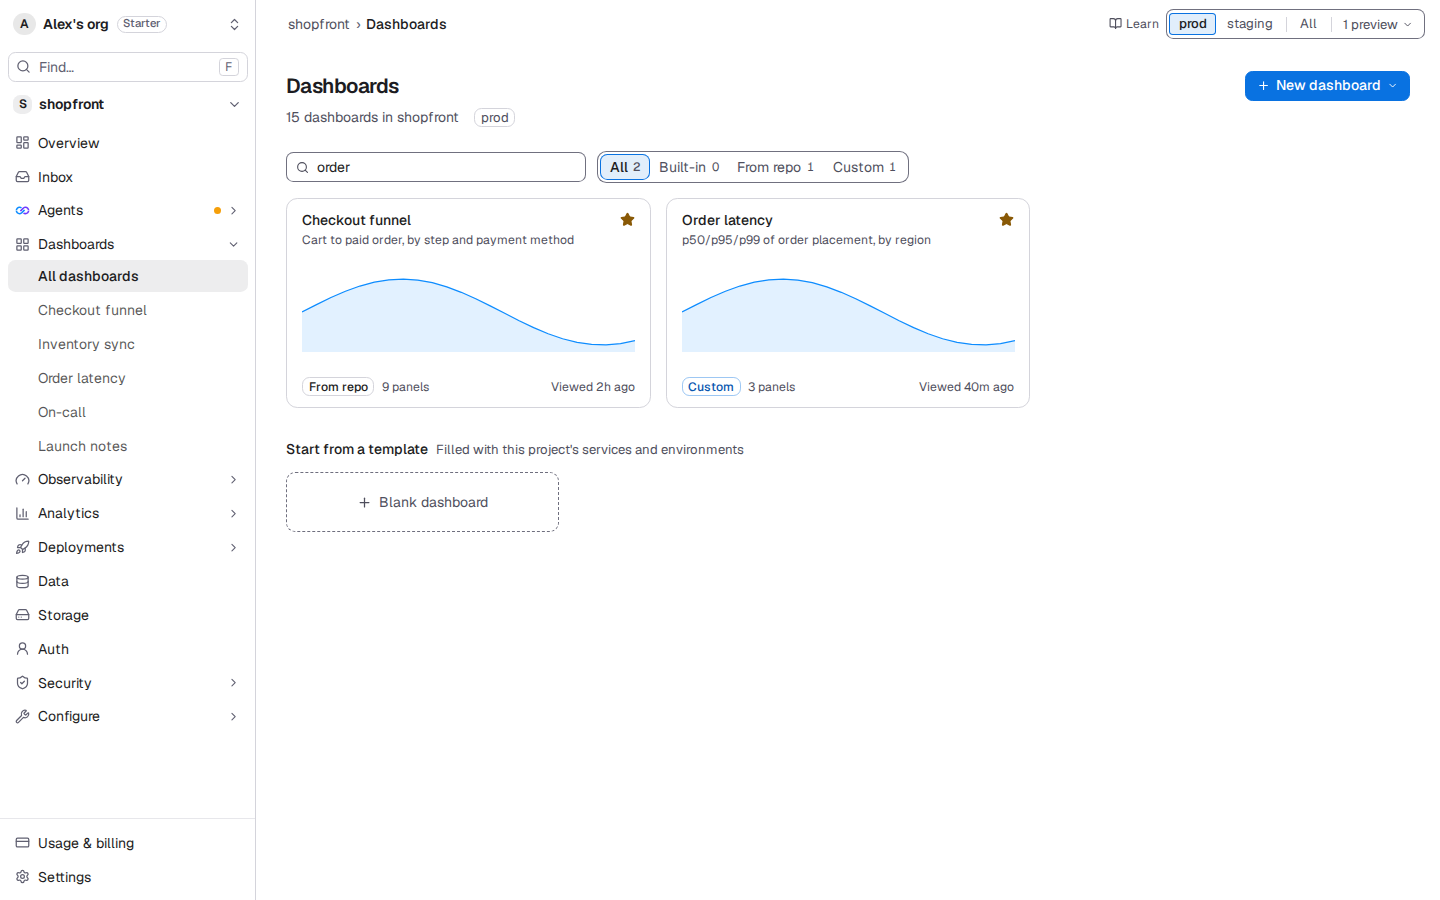 A Alex's org Starter
Find... F
S shopfront
Overview
Inbox
Agents
Dashboards
All dashboards
Checkout funnel
Inventory sync
Order latency
On-call
Launch notes
Observability
Analytics
Deployments
Data
Storage
Auth
Security
Configure
Usage & billing
Settings
shopfront › Dashboards
Learn prod staging All 1 preview
Dashboards
New dashboard
15 dashboards in shopfront prod
order
All 2 Built-in 0 From repo 1 Custom 1
Checkout funnel
Cart to paid order, by step and payment method
From repo 9 panels Viewed 2h ago
Order latency
p50/p95/p99 of order placement, by region
Custom 3 panels Viewed 40m ago
Start from a template Filled with this project's services and environments
Blank dashboard